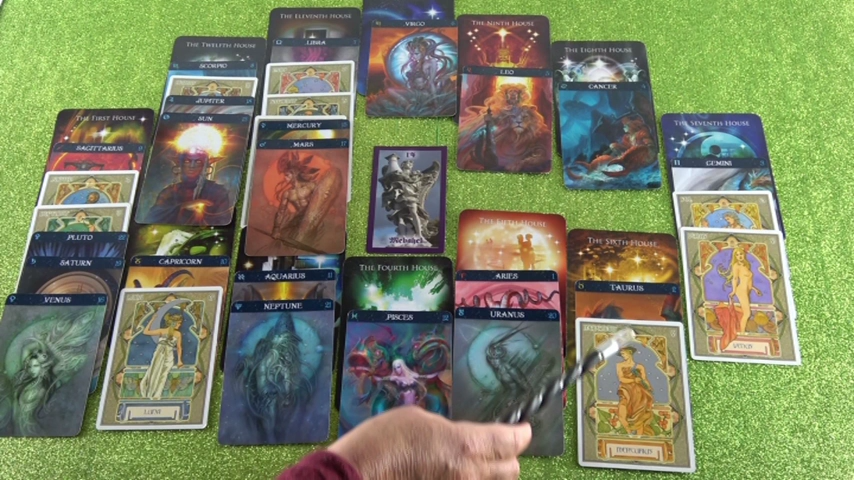 THE ELEVENTH HOUSE
LIBRA
VIRGO
THE NINTH HOUSE
LEO
THE EIGHTH HOUSE
CANCER
THE TWELFTH HOUSE
SCORPIO
JUPITER
SUN
THE FIRST HOUSE
SAGITTARIUS
MERCURY
MARS
THE SEVENTH HOUSE
GEMINI
PLUTO
SATURN
VENUS
CAPRICORN
AQUARIUS
NEPTUNE
THE FOURTH HOUSE
PISCES
THE FIFTH HOUSE
ARIES
URANUS
THE SIXTH HOUSE
TAURUS